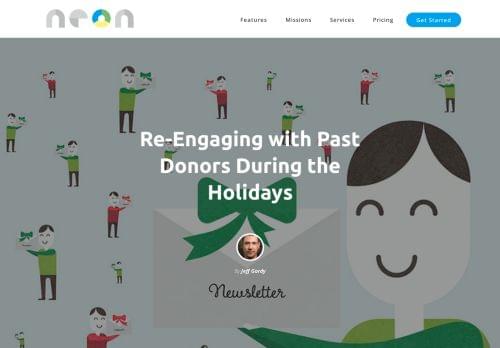 neon
Features
Missions
Services
Pricing
Get Started
Re-Engaging with Past
Donors During the
Holidays
By Jeff Gordy
Newsletter